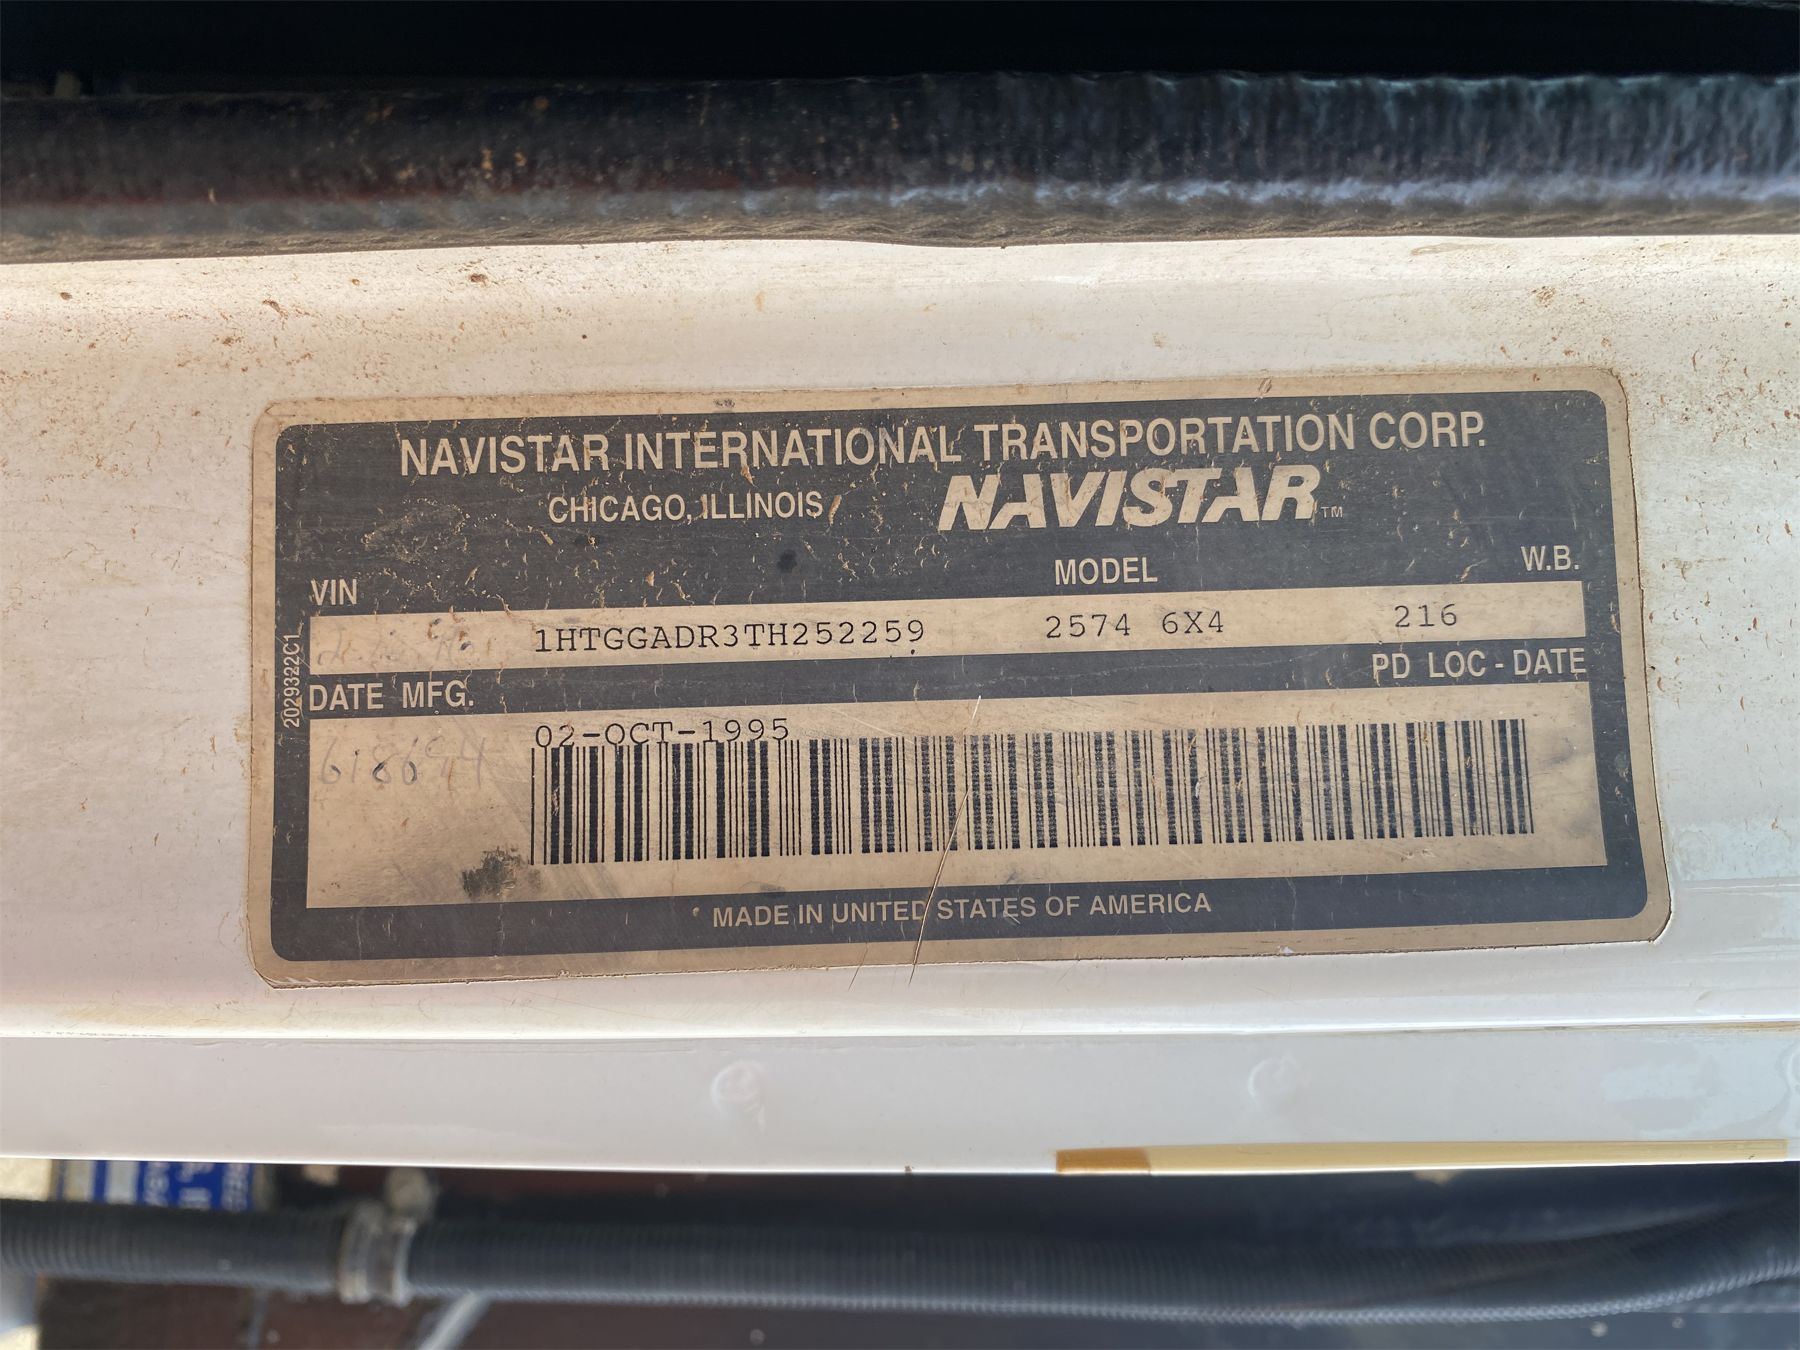 NAVISTAR INTERNATIONAL TRANSPORTATION CORP.
CHICAGO, ILLINOIS NAVISTAR™
VIN MODEL W.B.
1HTGGADR3TH252259 2574 6X4 216
2029322C1
DATE MFG. PD LOC - DATE
02-OCT-1995
MADE IN UNITED STATES OF AMERICA